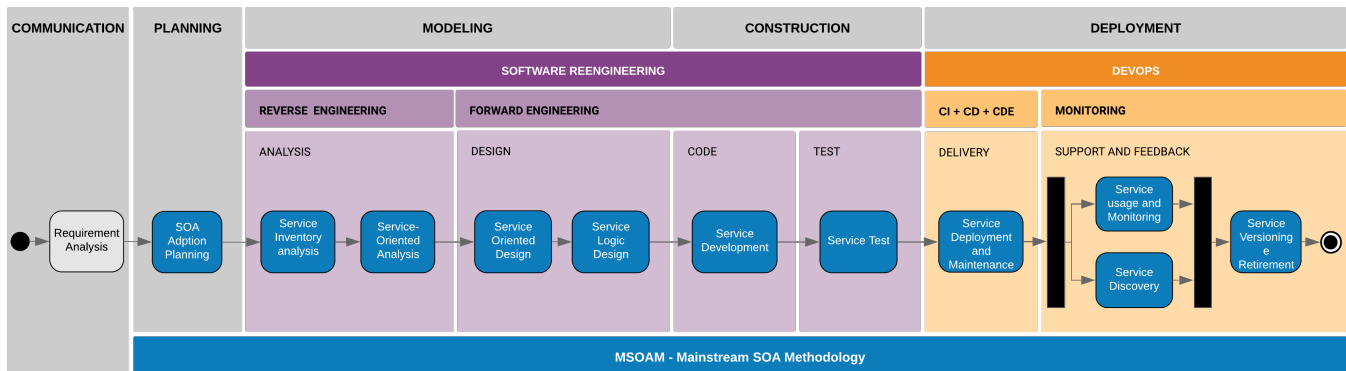 COMMUNICATION
PLANNING
MODELING
CONSTRUCTION
DEPLOYMENT
SOFTWARE REENGINEERING
DEVOPS
REVERSE ENGINEERING
FORWARD ENGINEERING
CI + CD + CDE
MONITORING
ANALYSIS
DESIGN
CODE
TEST
DELIVERY
SUPPORT AND FEEDBACK
Requirement
Analysis
SOA
Adption
Planning
Service
Inventory
analysis
Service-
Oriented
Analysis
Service
Oriented
Design
Service
Logic
Design
Service
Development
Service Test
Service
Deployment
and
Maintenance
Service
usage and
Monitoring
Service
Discovery
Service
Versioning
e
Retirement
MSOAM - Mainstream SOA Methodology